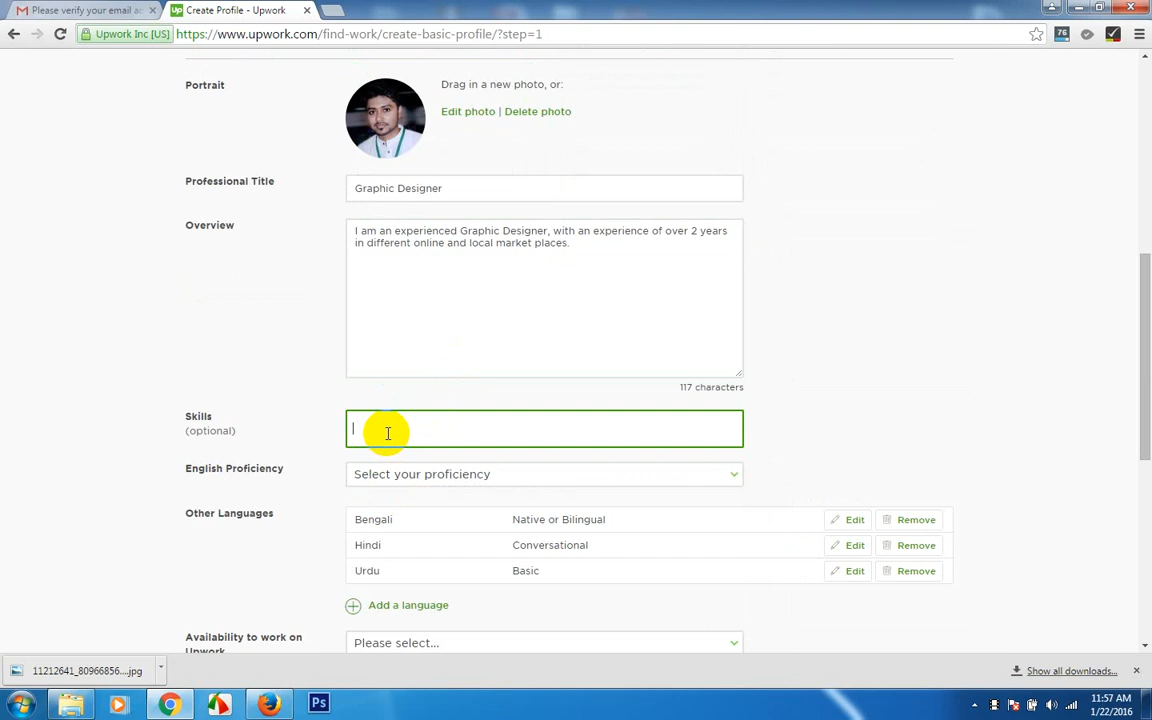 Please verify your email ad
Create Profile - Upwork
Upwork Inc [US]
https://www.upwork.com/find-work/create-basic-profile/?step=1
76
Portrait
Drag in a new photo, or:
Edit photo | Delete photo
Professional Title
Graphic Designer
Overview
I am an experienced Graphic Designer, with an experience of over 2 years
in different online and local market places.
117 characters
Skills
(optional)
English Proficiency
Select your proficiency
Other Languages
Bengali Native or Bilingual Edit Remove
Hindi Conversational Edit Remove
Urdu Basic Edit Remove
Add a language
Availability to work on
Upwork
Please select...
11212641_80966856....jpg
Show all downloads...
Ps
11:57 AM
1/22/2016